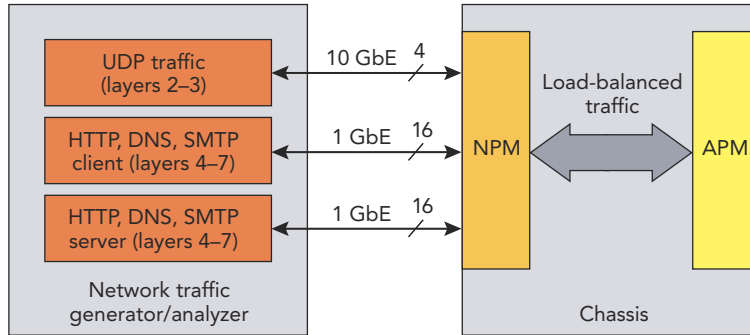 UDP traffic
(layers 2–3)
10 GbE
4
HTTP, DNS, SMTP
client (layers 4–7)
1 GbE
16
HTTP, DNS, SMTP
server (layers 4–7)
1 GbE
16
Network traffic
generator/analyzer
NPM
Load-balanced
traffic
APM
Chassis